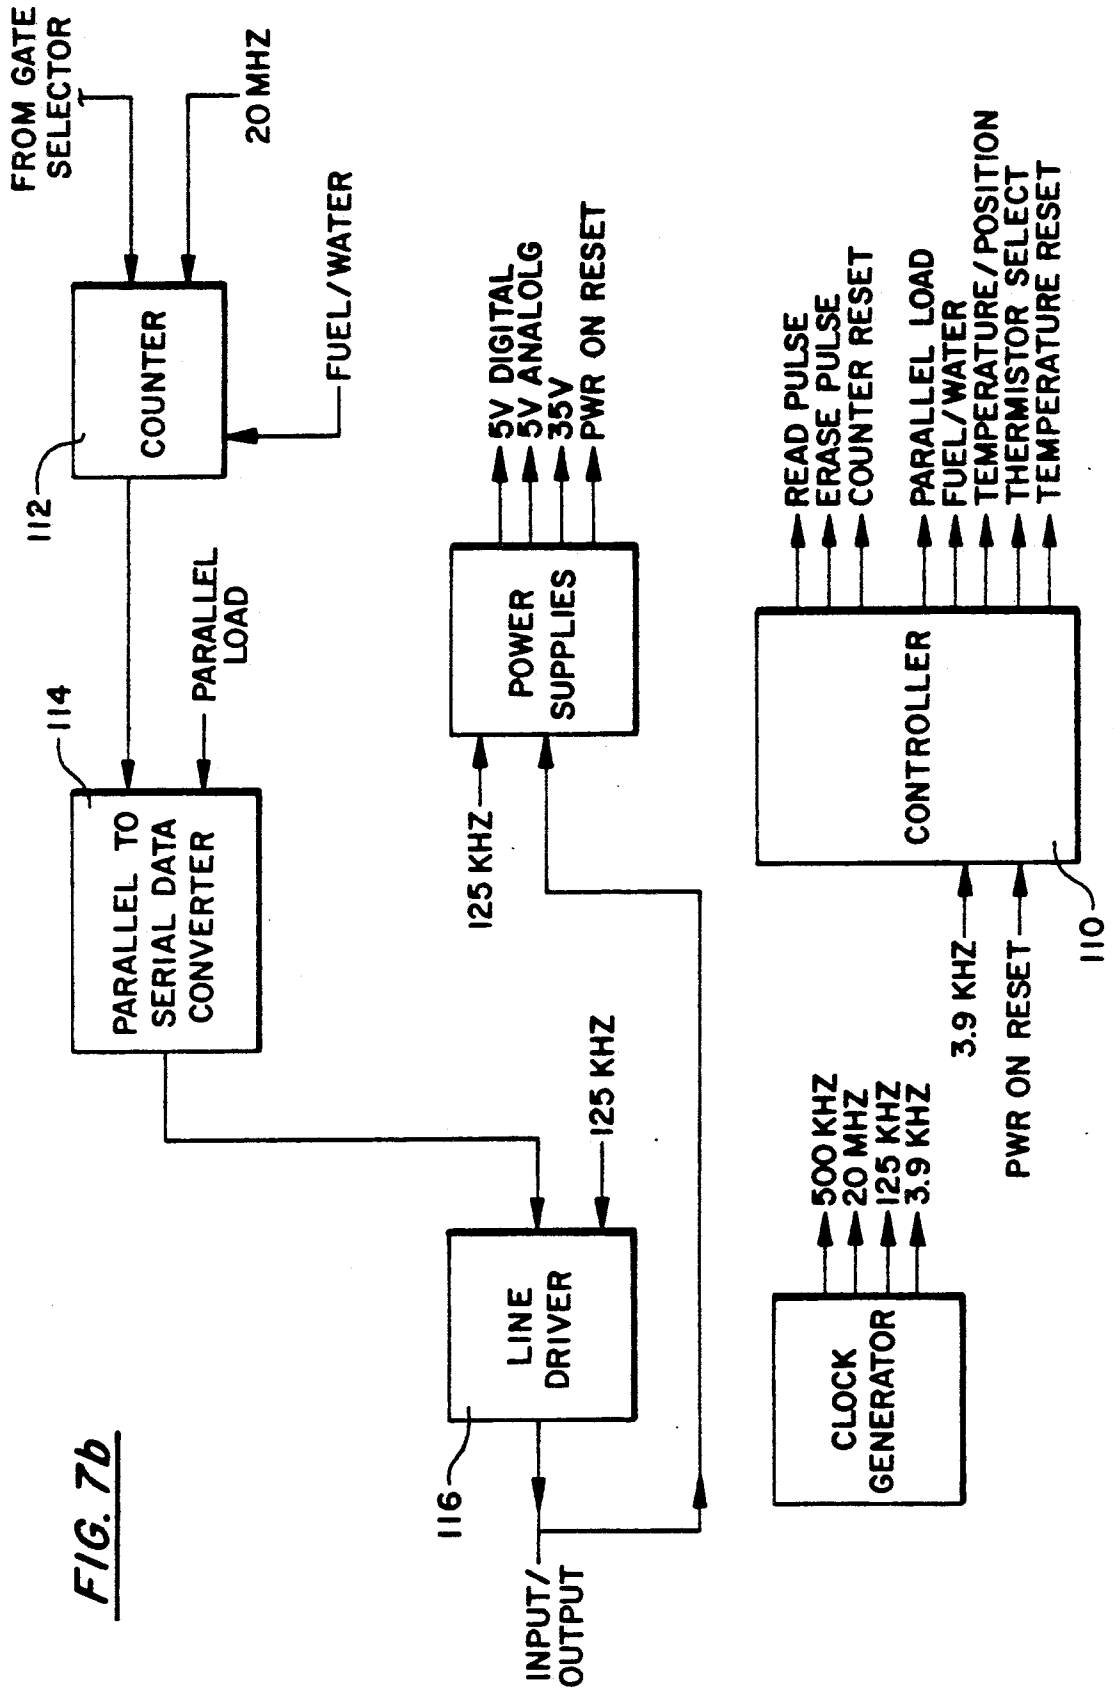 FIG. 7b
FROM GATE
SELECTOR
20 MHZ
112
COUNTER
FUEL/WATER
114
PARALLEL TO
SERIAL DATA
CONVERTER
PARALLEL
LOAD
116
LINE
DRIVER
125 KHZ
INPUT/
OUTPUT
125 KHZ
POWER
SUPPLIES
5V DIGITAL
5V ANALOLG
35V
PWR ON RESET
CLOCK
GENERATOR
500 KHZ
20 MHZ
125 KHZ
3.9 KHZ
3.9 KHZ
PWR ON RESET
110
CONTROLLER
READ PULSE
ERASE PULSE
COUNTER RESET
PARALLEL LOAD
FUEL/WATER
TEMPERATURE/POSITION
THERMISTOR SELECT
TEMPERATURE RESET